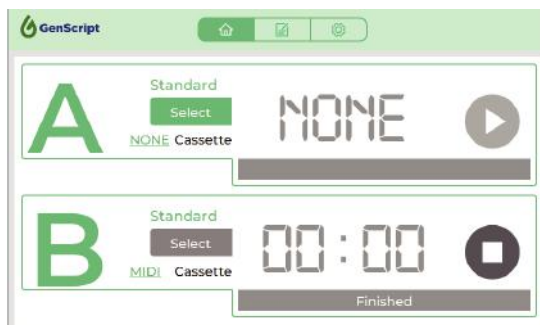 GenScript
A
Standard
Select
NONE Cassette
NONE
B
Standard
Select
MIDI Cassette
00:00
Finished